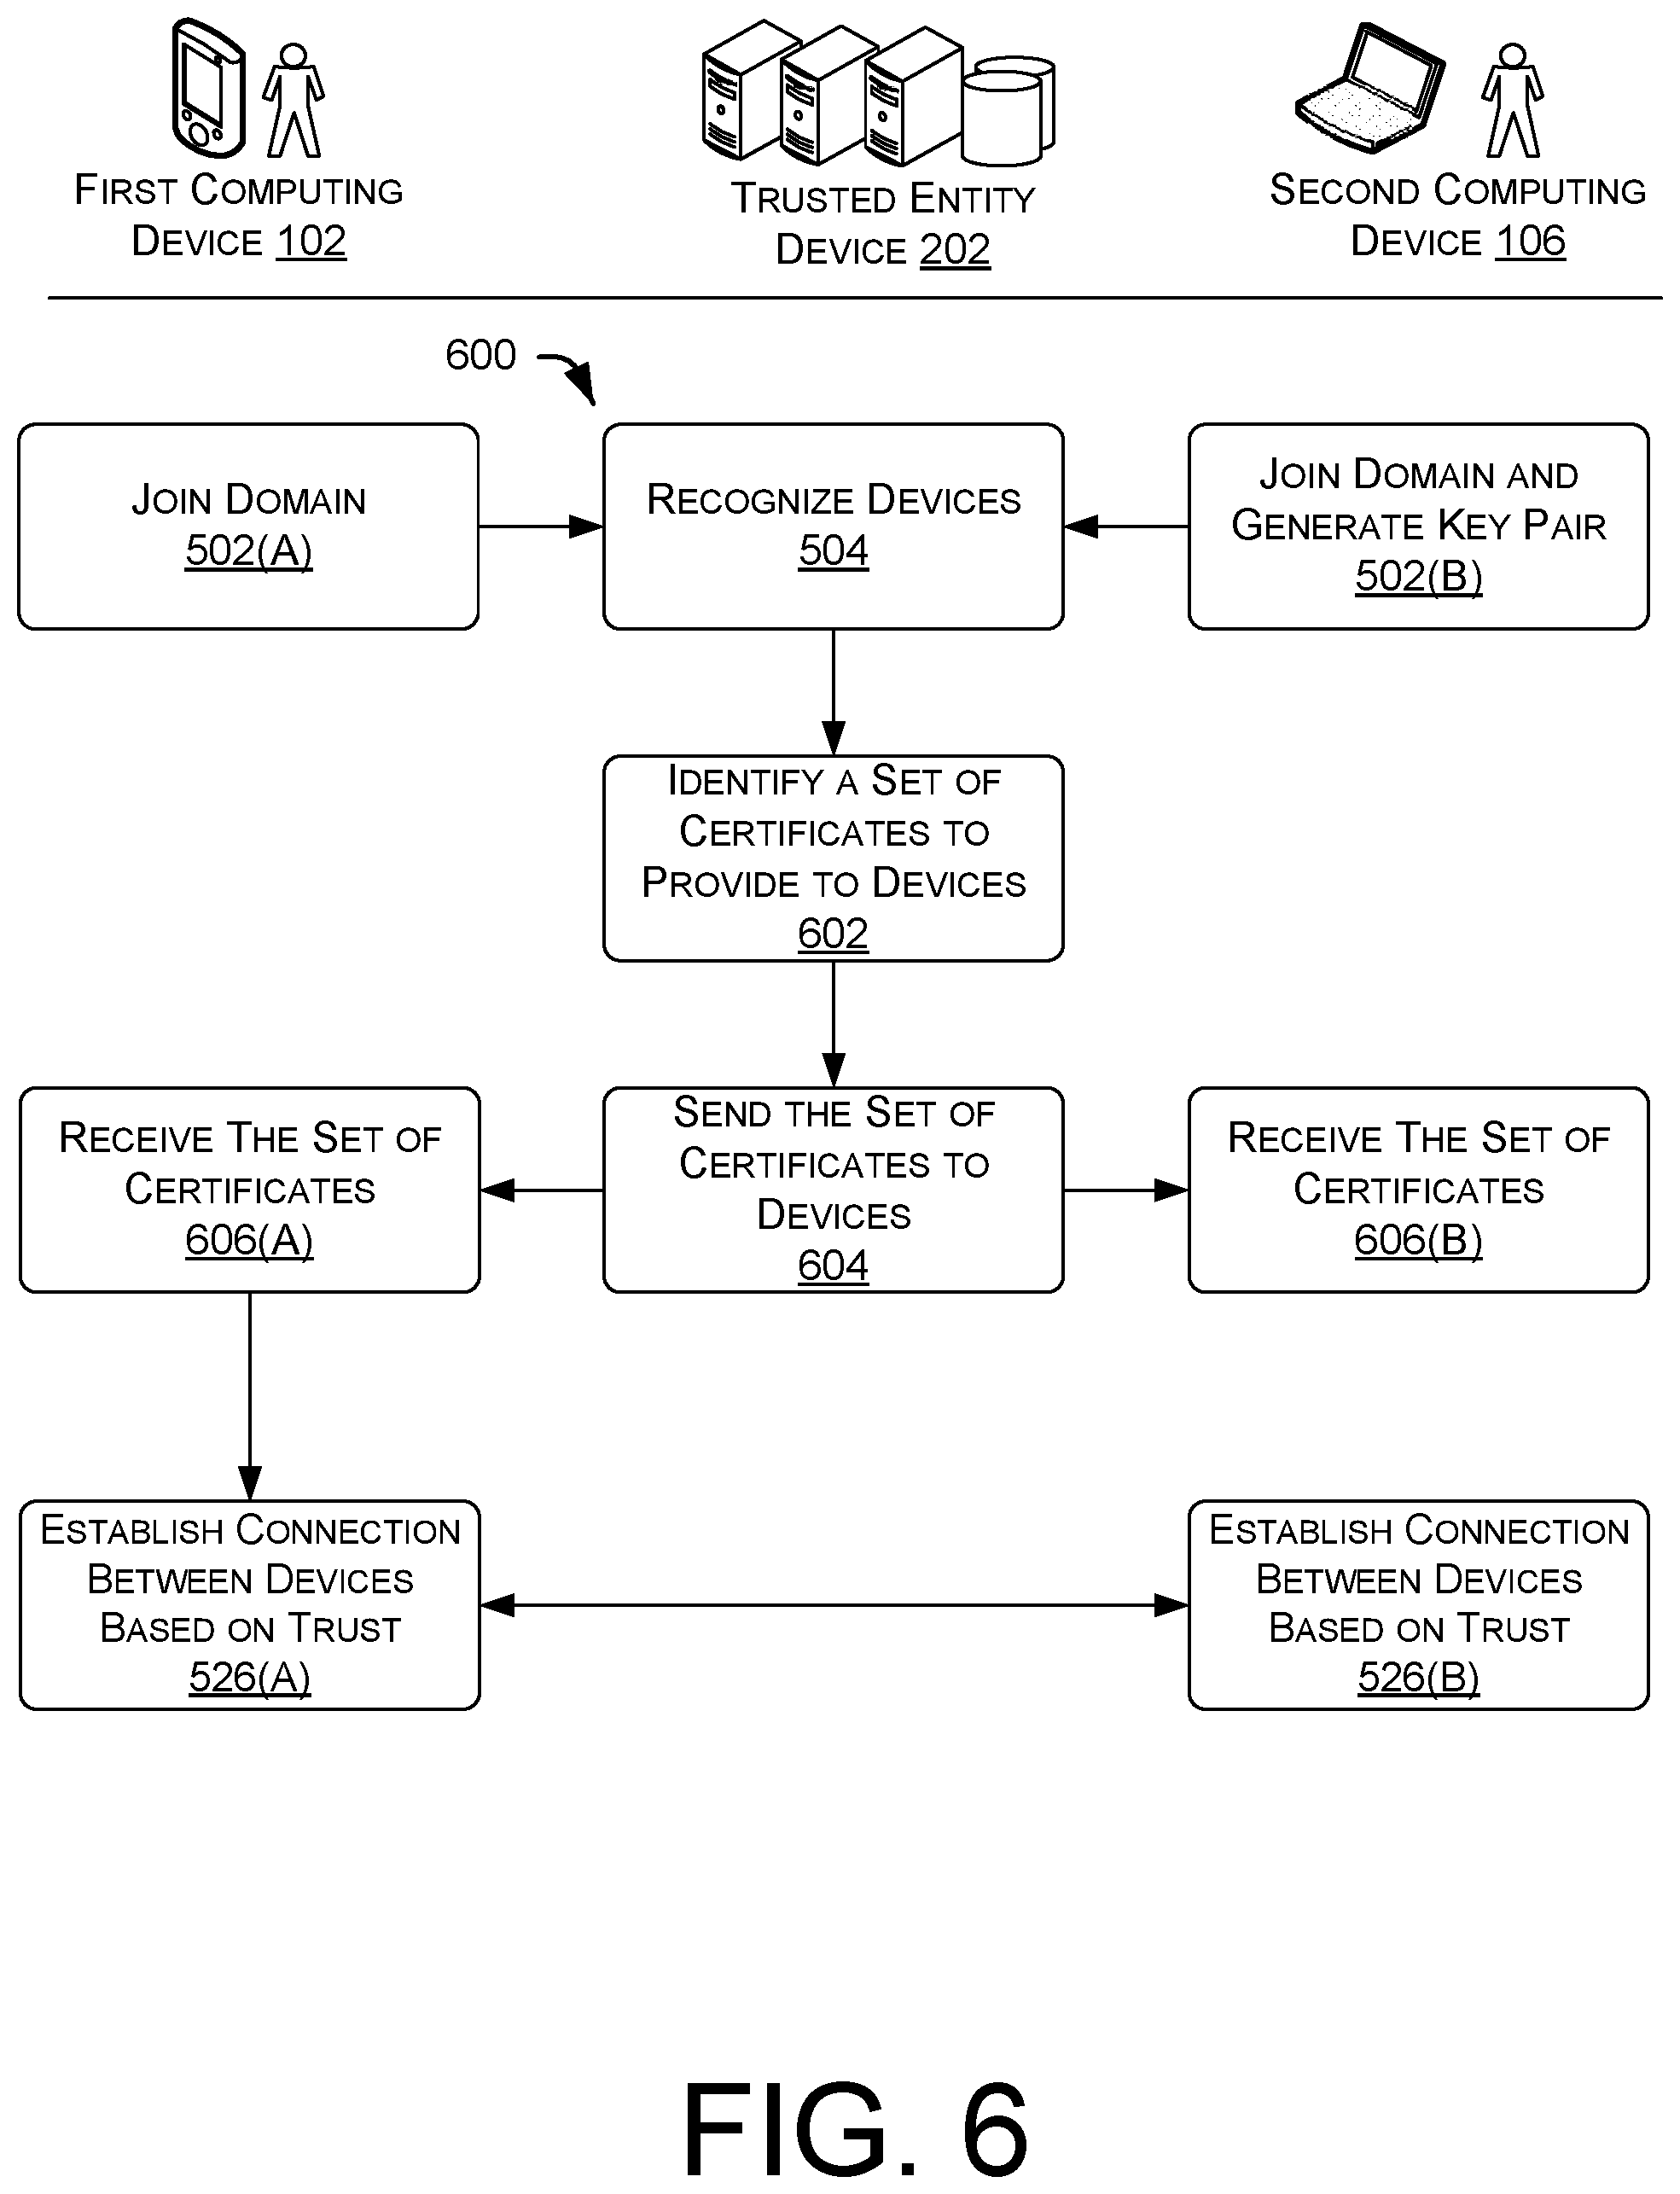 FIRST COMPUTING
DEVICE 102
TRUSTED ENTITY
DEVICE 202
SECOND COMPUTING
DEVICE 106
600
JOIN DOMAIN
502(A)
RECOGNIZE DEVICES
504
JOIN DOMAIN AND
GENERATE KEY PAIR
502(B)
IDENTIFY A SET OF
CERTIFICATES TO
PROVIDE TO DEVICES
602
RECEIVE THE SET OF
CERTIFICATES
606(A)
SEND THE SET OF
CERTIFICATES TO
DEVICES
604
RECEIVE THE SET OF
CERTIFICATES
606(B)
ESTABLISH CONNECTION
BETWEEN DEVICES
BASED ON TRUST
526(A)
ESTABLISH CONNECTION
BETWEEN DEVICES
BASED ON TRUST
526(B)
FIG. 6